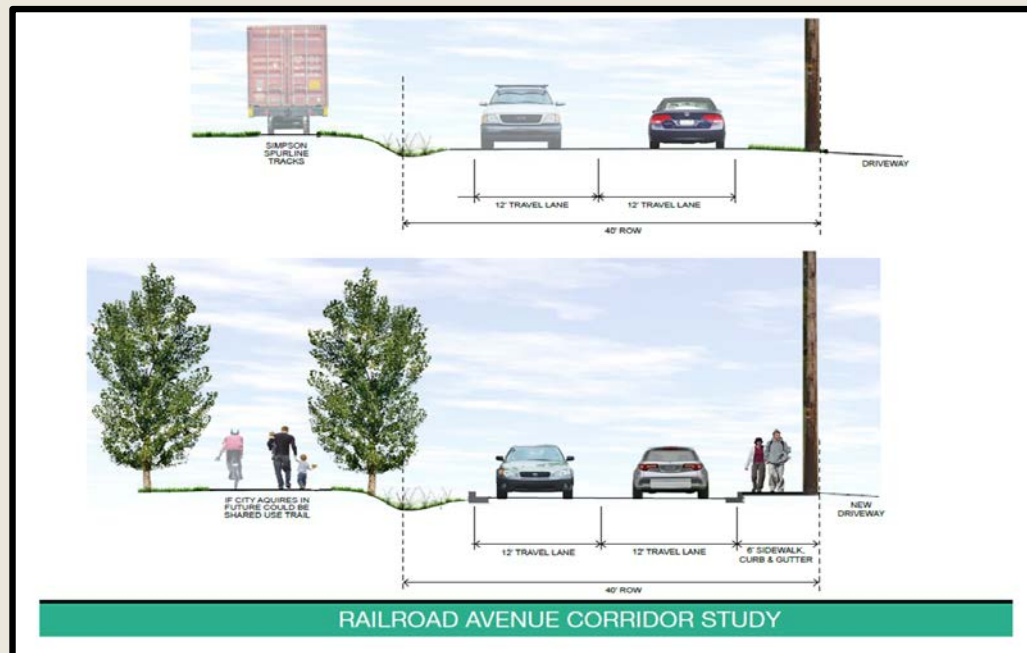 SIMPSON
SPURLINE
TRACKS
DRIVEWAY
12' TRAVEL LANE
12' TRAVEL LANE
40' ROW
IF CITY AQUIRES IN
FUTURE COULD BE
SHARED USE TRAIL
NEW
DRIVEWAY
12' TRAVEL LANE
12' TRAVEL LANE
6' SIDEWALK,
CURB & GUTTER
40' ROW
RAILROAD AVENUE CORRIDOR STUDY